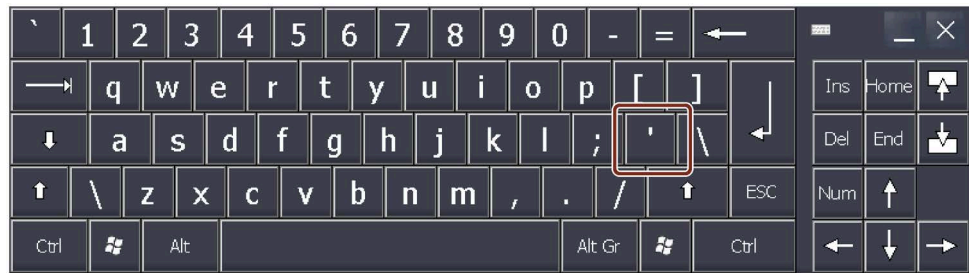 ` 1 2 3 4 5 6 7 8 9 0 - =
q w e r t y u i o p [ ] Ins Home
a s d f g h j k l ; ' \ Del End
\ z x c v b n m , . / ESC Num
Ctrl Alt Alt Gr Ctrl